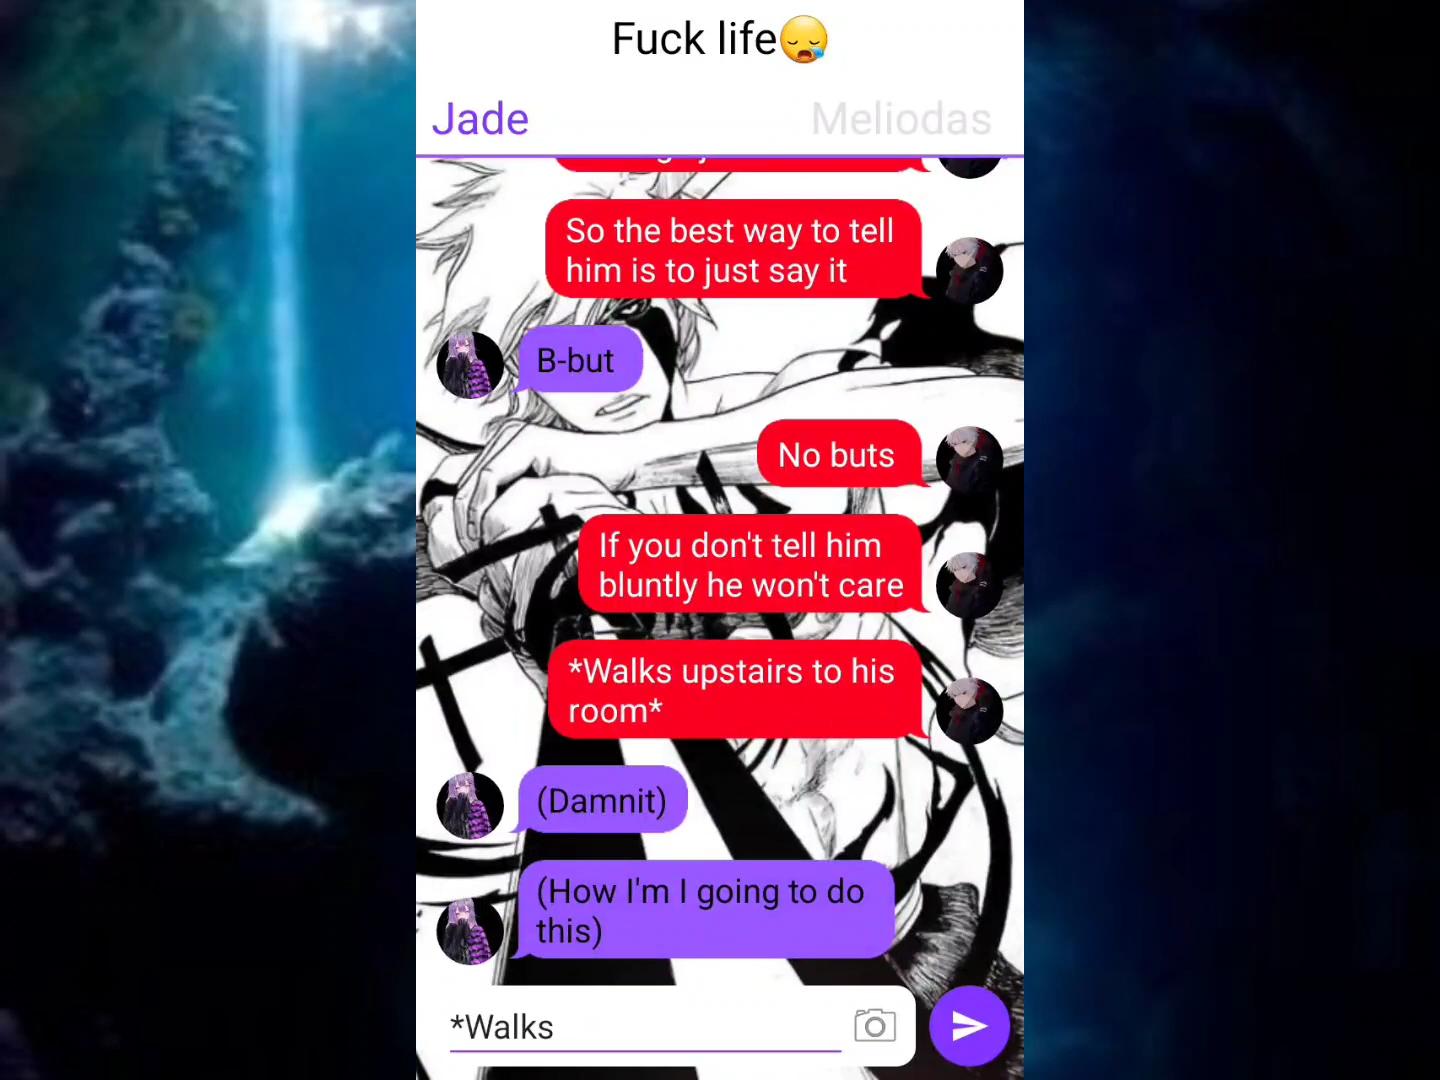 Fuck life😪
Jade
Meliodas
So the best way to tell
him is to just say it
B-but
No buts
If you don't tell him
bluntly he won't care
*Walks upstairs to his
room*
(Damnit)
(How I'm I going to do
this)
*Walks